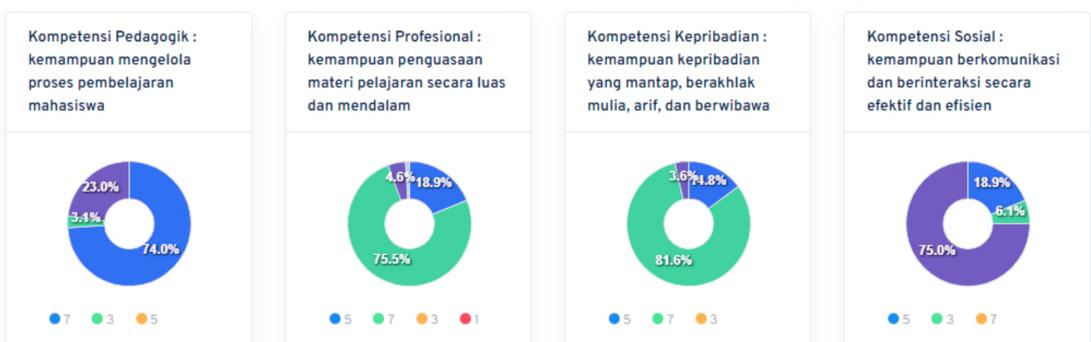 Kompetensi Pedagogik :
kemampuan mengelola
proses pembelajaran
mahasiswa
23.0%
3.1%
74.0%
7 3 5
Kompetensi Profesional :
kemampuan penguasaan
materi pelajaran secara luas
dan mendalam
4.6%
18.9%
75.5%
5 7 3 1
Kompetensi Kepribadian :
kemampuan kepribadian
yang mantap, berakhlak
mulia, arif, dan berwibawa
3.6%
14.8%
81.6%
5 7 3
Kompetensi Sosial :
kemampuan berkomunikasi
dan berinteraksi secara
efektif dan efisien
18.9%
6.1%
75.0%
5 3 7